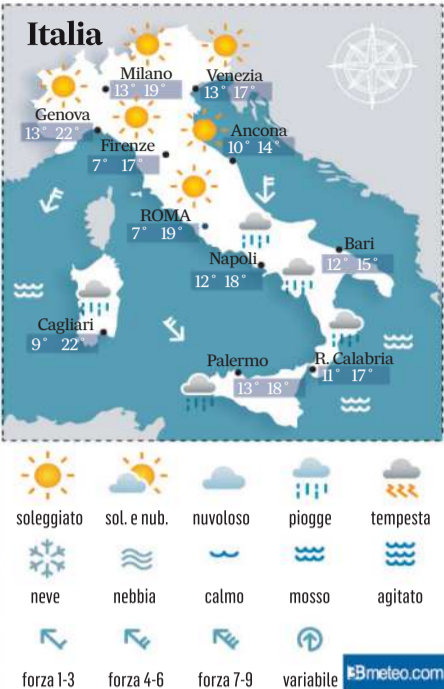 Italia
Milano
13° 19°
Venezia
13° 17°
Genova
13° 22°
Ancona
10° 14°
Firenze
7° 17°
ROMA
7° 19°
Bari
12° 15°
Napoli
12° 18°
Cagliari
9° 22°
Palermo
13° 18°
R. Calabria
11° 17°
soleggiato sol. e nub. nuvoloso piogge tempesta
neve nebbia calmo mosso agitato
forza 1-3 forza 4-6 forza 7-9 variabile
3Bmeteo.com